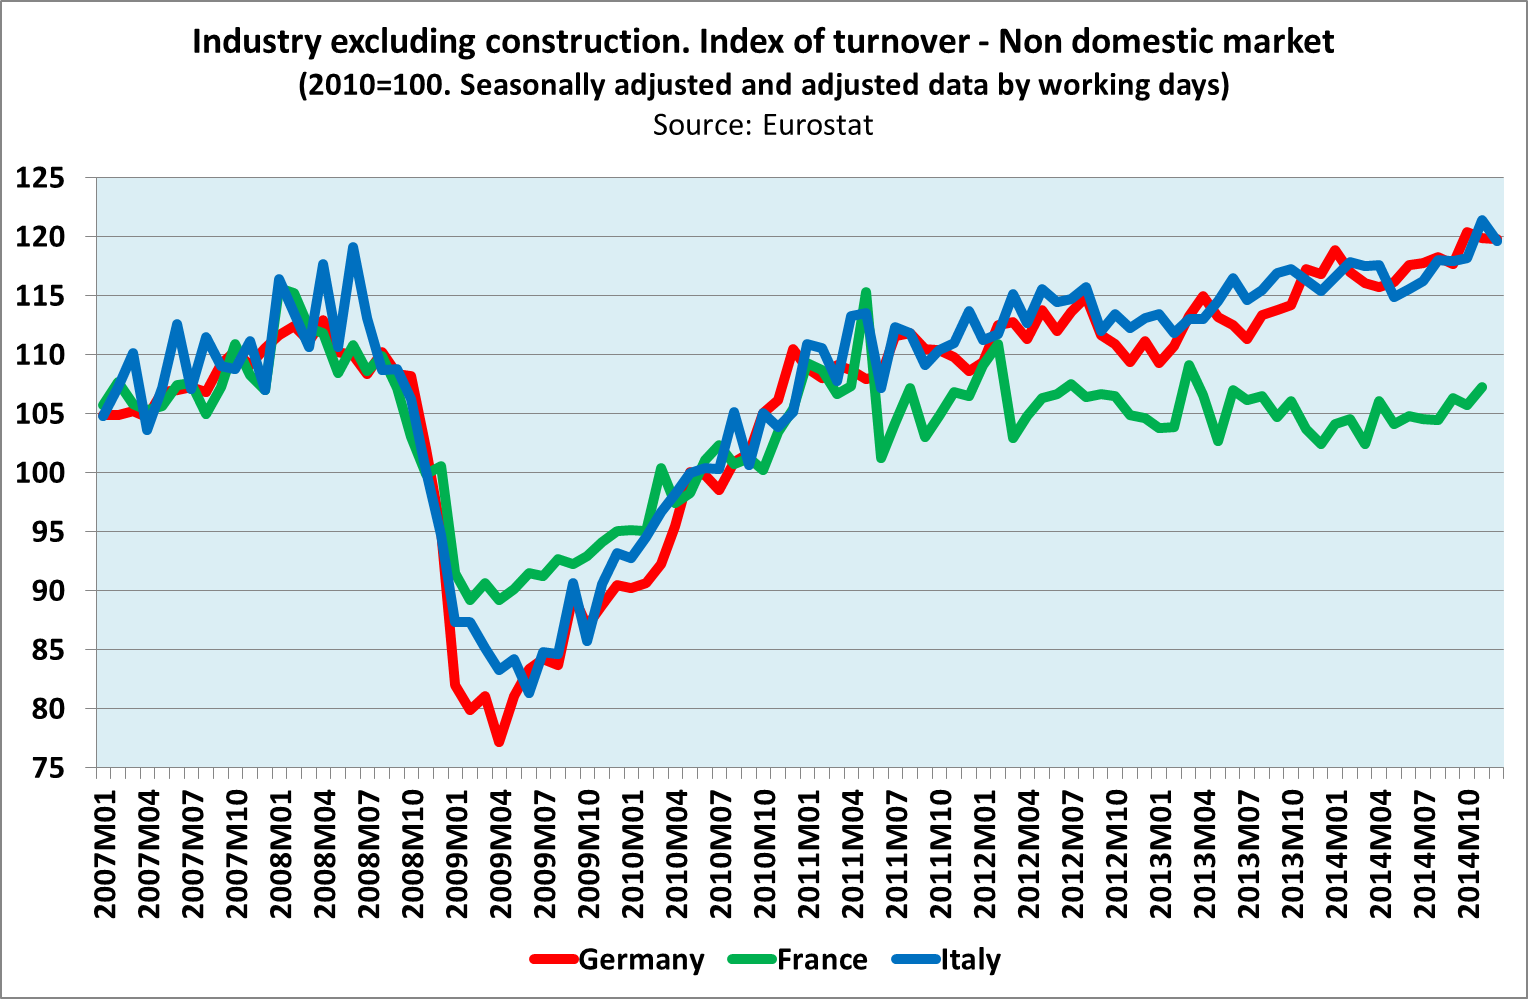 Industry excluding construction. Index of turnover - Non domestic market
(2010=100. Seasonally adjusted and adjusted data by working days)
Source: Eurostat
125
120
115
110
105
100
95
90
85
80
75
2007M01
2007M04
2007M07
2007M10
2008M01
2008M04
2008M07
2008M10
2009M01
2009M04
2009M07
2009M10
2010M01
2010M04
2010M07
2010M10
2011M01
2011M04
2011M07
2011M10
2012M01
2012M04
2012M07
2012M10
2013M01
2013M04
2013M07
2013M10
2014M01
2014M04
2014M07
2014M10
Germany France Italy